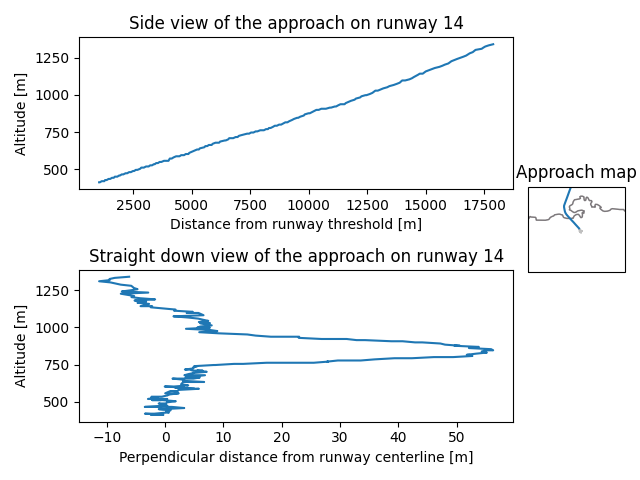 Side view of the approach on runway 14
1250
1000
750
500
Altitude [m]
2500 5000 7500 10000 12500 15000 17500
Distance from runway threshold [m]
Approach map
Straight down view of the approach on runway 14
1250
1000
750
500
Altitude [m]
−10 0 10 20 30 40 50
Perpendicular distance from runway centerline [m]